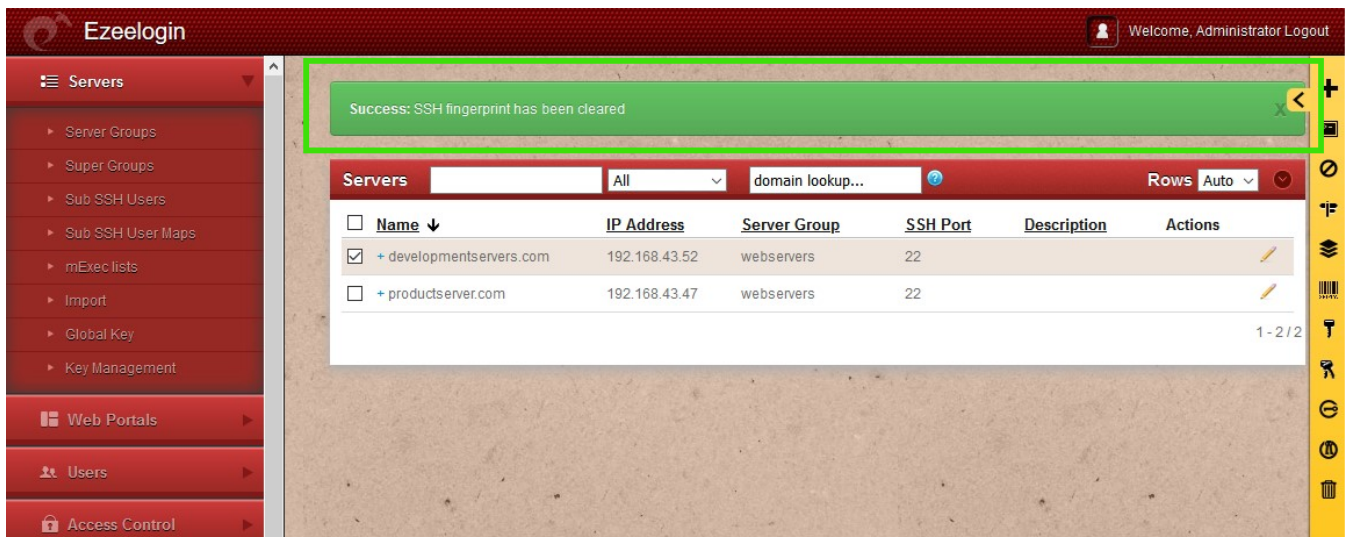 Ezeelogin
Welcome, Administrator Logout
Servers
Server Groups
Super Groups
Sub SSH Users
Sub SSH User Maps
mExec lists
Import
Global Key
Key Management
Web Portals
Users
Access Control
Success: SSH fingerprint has been cleared X
Servers All domain lookup... ? Rows Auto
Name IP Address Server Group SSH Port Description Actions
+ developmentservers.com 192.168.43.52 webservers 22
+ productserver.com 192.168.43.47 webservers 22
1 - 2 / 2